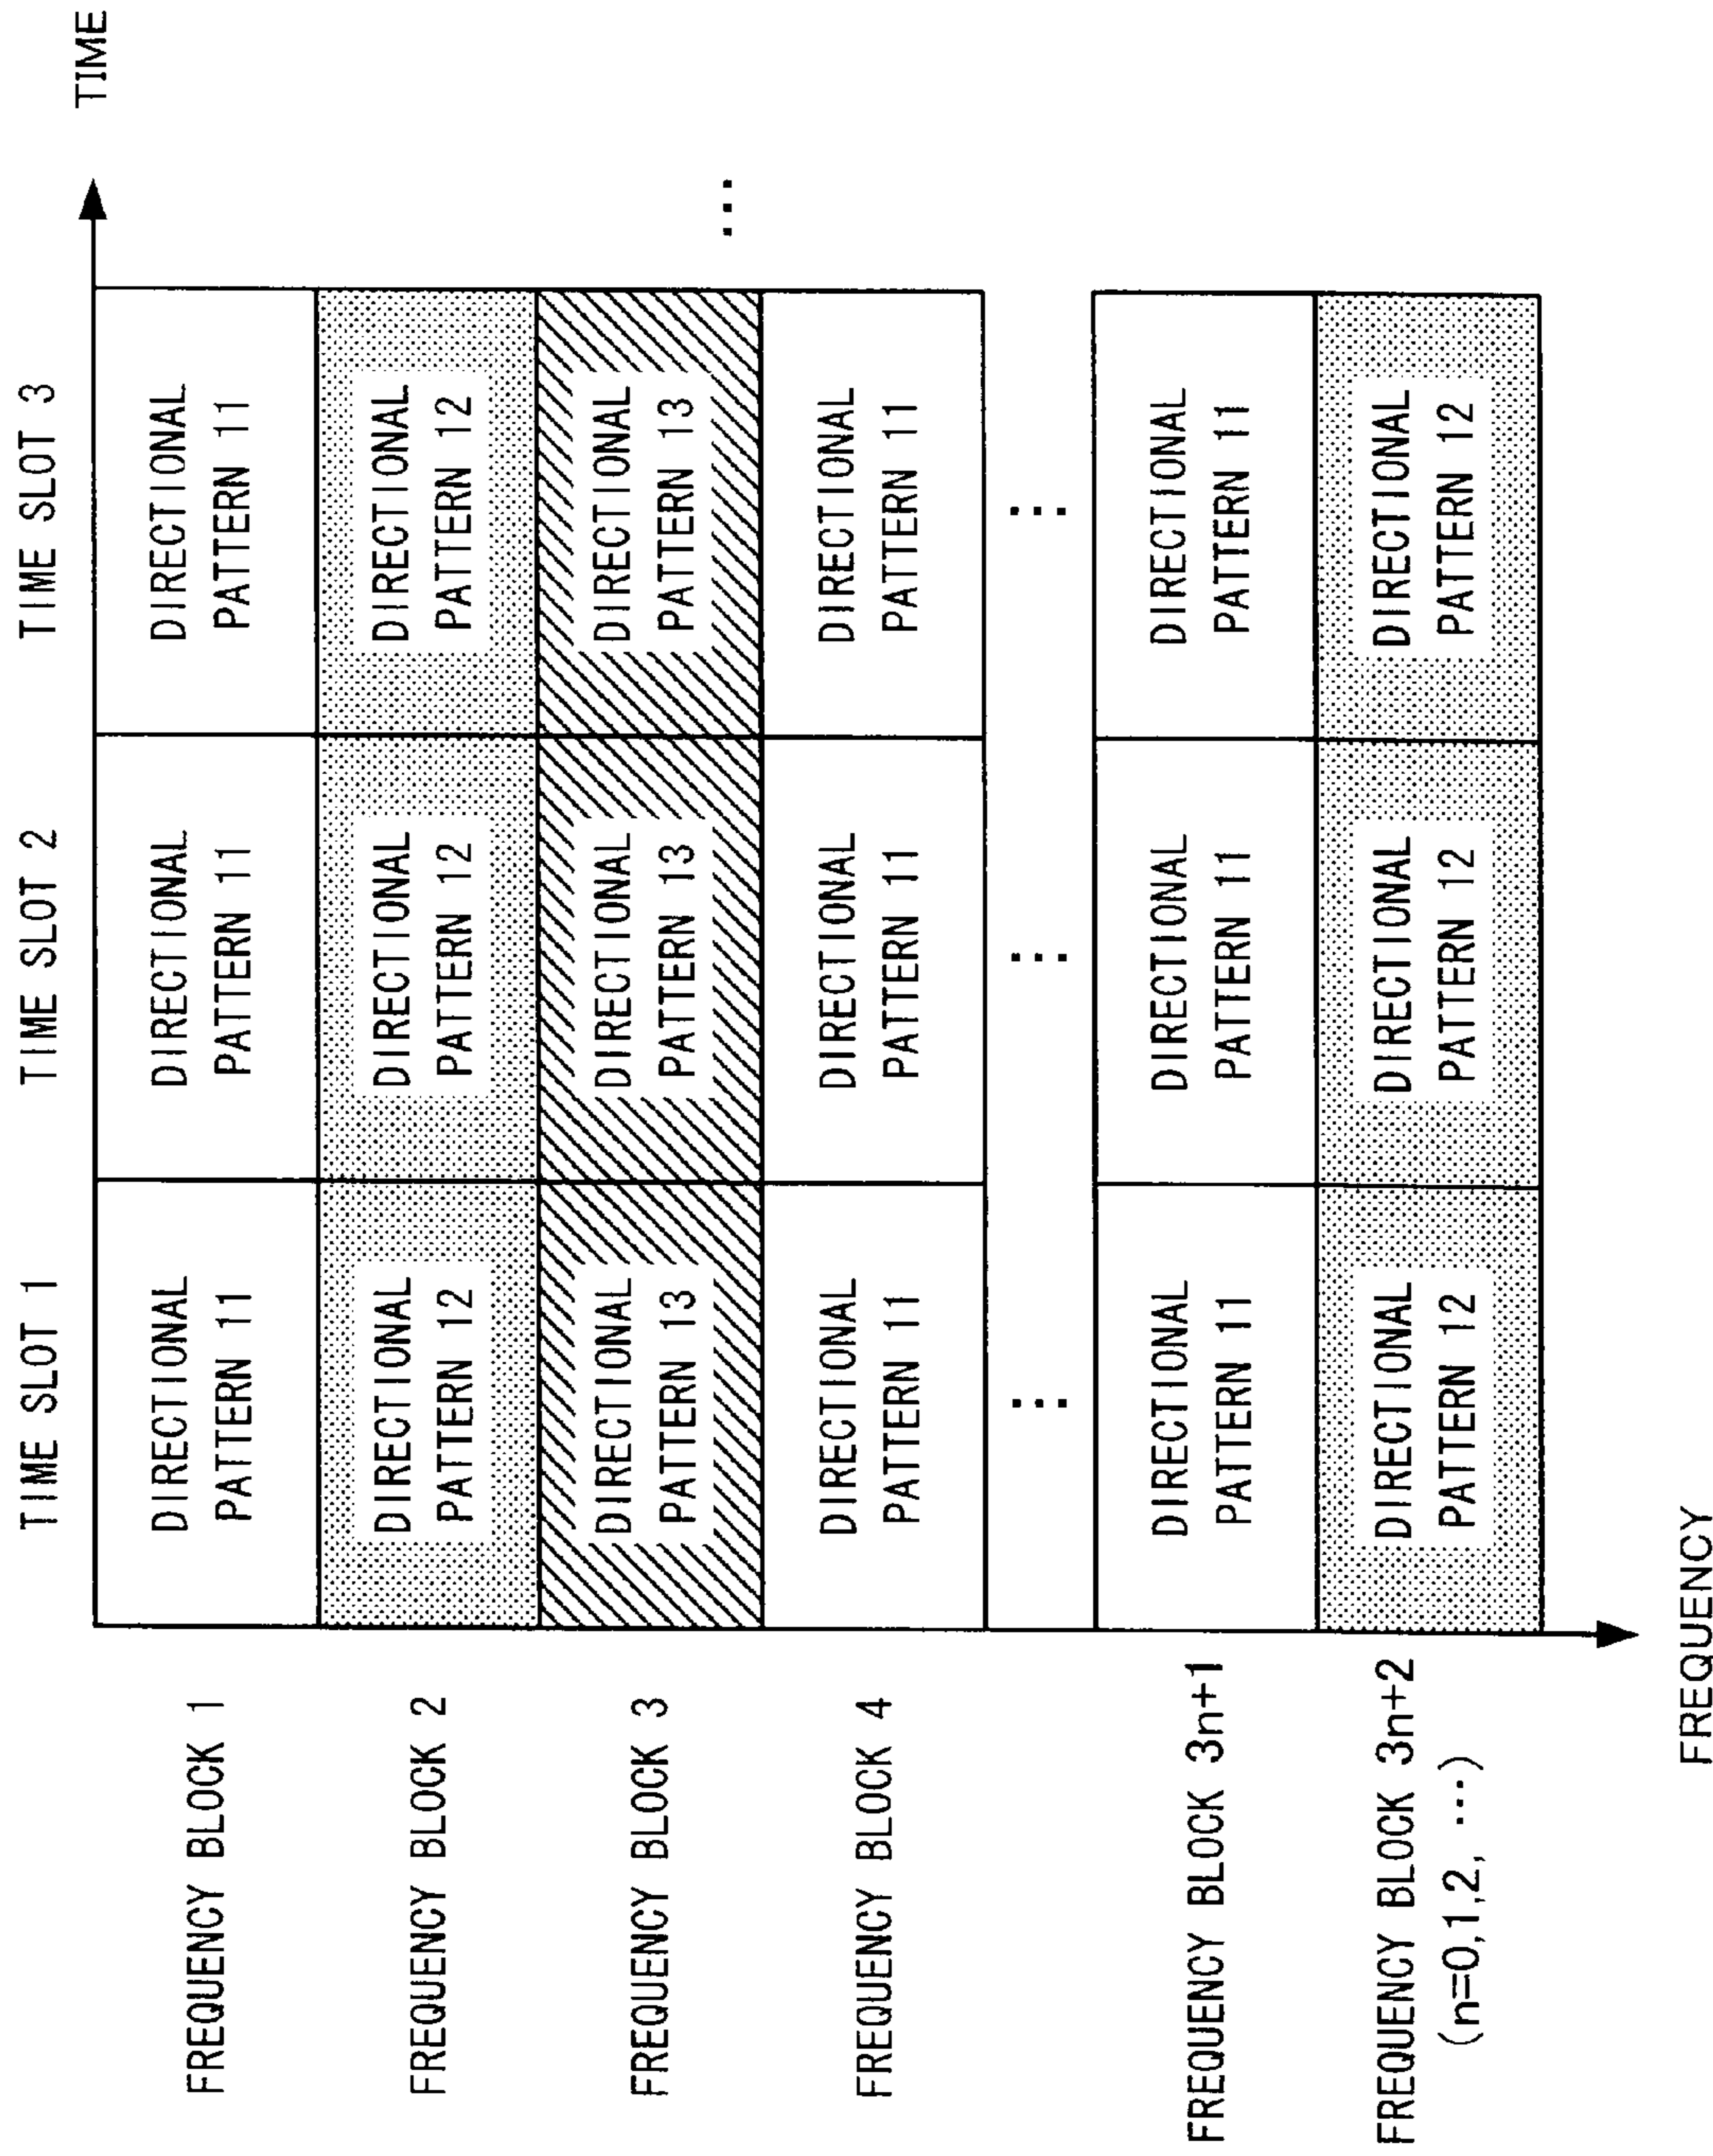 TIME SLOT 1
TIME SLOT 2
TIME SLOT 3
TIME
FREQUENCY BLOCK 1
DIRECTIONAL
PATTERN 11
DIRECTIONAL
PATTERN 11
DIRECTIONAL
PATTERN 11
FREQUENCY BLOCK 2
DIRECTIONAL
PATTERN 12
DIRECTIONAL
PATTERN 12
DIRECTIONAL
PATTERN 12
FREQUENCY BLOCK 3
DIRECTIONAL
PATTERN 13
DIRECTIONAL
PATTERN 13
DIRECTIONAL
PATTERN 13
...
FREQUENCY BLOCK 4
DIRECTIONAL
PATTERN 11
DIRECTIONAL
PATTERN 11
DIRECTIONAL
PATTERN 11
...
...
...
FREQUENCY BLOCK 3n+1
DIRECTIONAL
PATTERN 11
DIRECTIONAL
PATTERN 11
DIRECTIONAL
PATTERN 11
FREQUENCY BLOCK 3n+2
(n=0,1,2, ···)
DIRECTIONAL
PATTERN 12
DIRECTIONAL
PATTERN 12
DIRECTIONAL
PATTERN 12
FREQUENCY